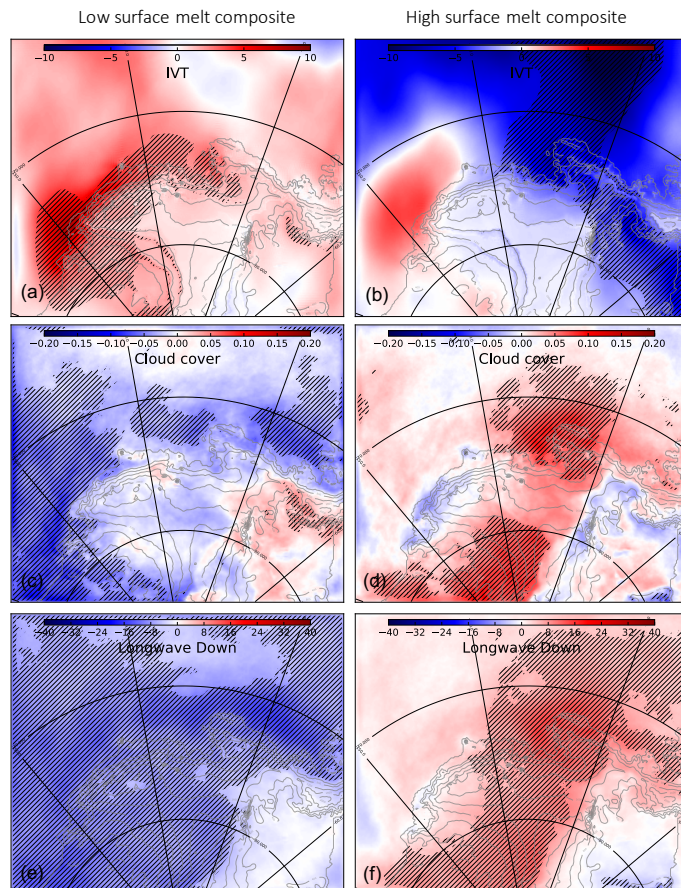 Low surface melt composite
High surface melt composite
−10 −5 0 5 10
IVT
(a)
−10 −5 0 5 10
IVT
(b)
−0.20 −0.15 −0.10 −0.05 0.00 0.05 0.10 0.15 0.20
Cloud cover
(c)
−0.20 −0.15 −0.10 −0.05 0.00 0.05 0.10 0.15 0.20
Cloud cover
(d)
−40 −32 −24 −16 −8 0 8 16 24 32 40
Longwave Down
(e)
−40 −32 −24 −16 −8 0 8 16 24 32 40
Longwave Down
(f)